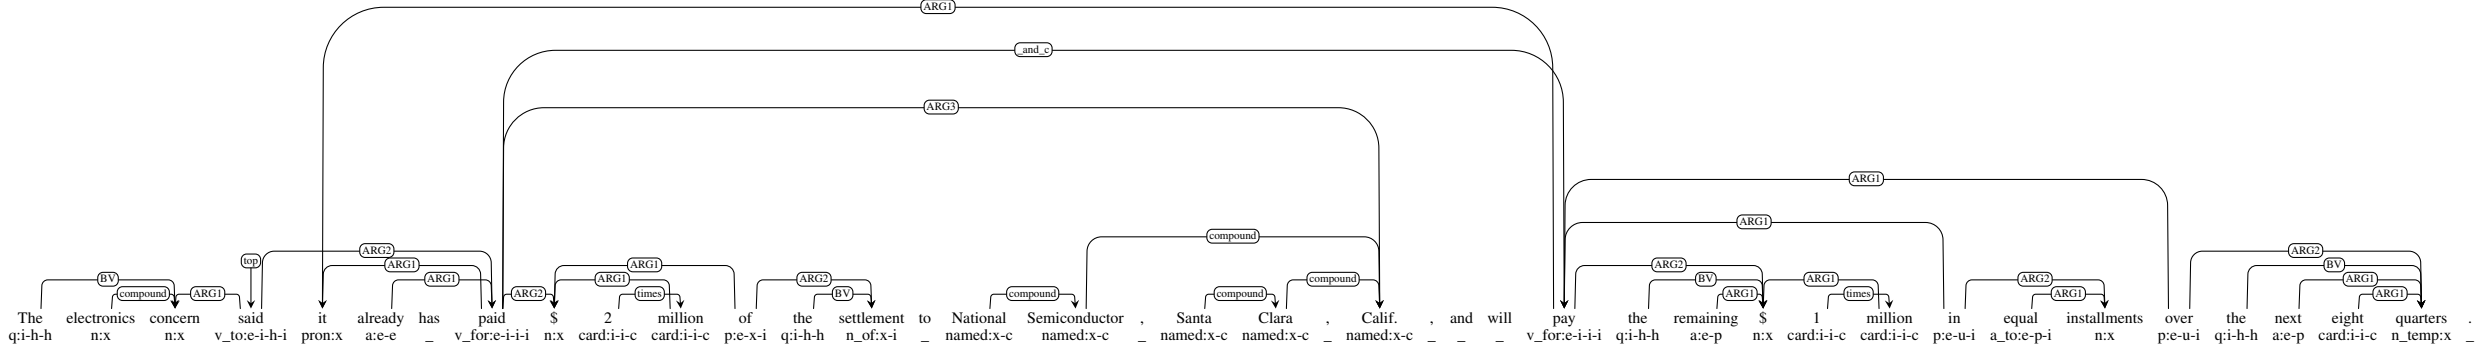 ARG1
_and_c
ARG3
ARG1
ARG1
compound
ARG2 ARG2
top ARG1 ARG1 ARG2 BV
BV ARG1 ARG1 ARG2 compound BV ARG1 ARG2 ARG1
compound ARG1 ARG2 times BV compound compound ARG1 times ARG1 ARG1
The electronics concern said it already has paid $ 2 million of the settlement to National Semiconductor , Santa Clara , Calif. , and will pay the remaining $ 1 million in equal installments over the next eight quarters .
q:i-h-h n:x n:x v_to:e-i-h-i pron:x a:e-e _ v_for:e-i-i-i n:x card:i-i-c card:i-i-c p:e-x-i q:i-h-h n_of:x-i _ named:x-c named:x-c _ named:x-c named:x-c _ named:x-c _ _ _ v_for:e-i-i-i q:i-h-h a:e-p n:x card:i-i-c card:i-i-c p:e-u-i a_to:e-p-i n:x p:e-u-i q:i-h-h a:e-p card:i-i-c n_temp:x _